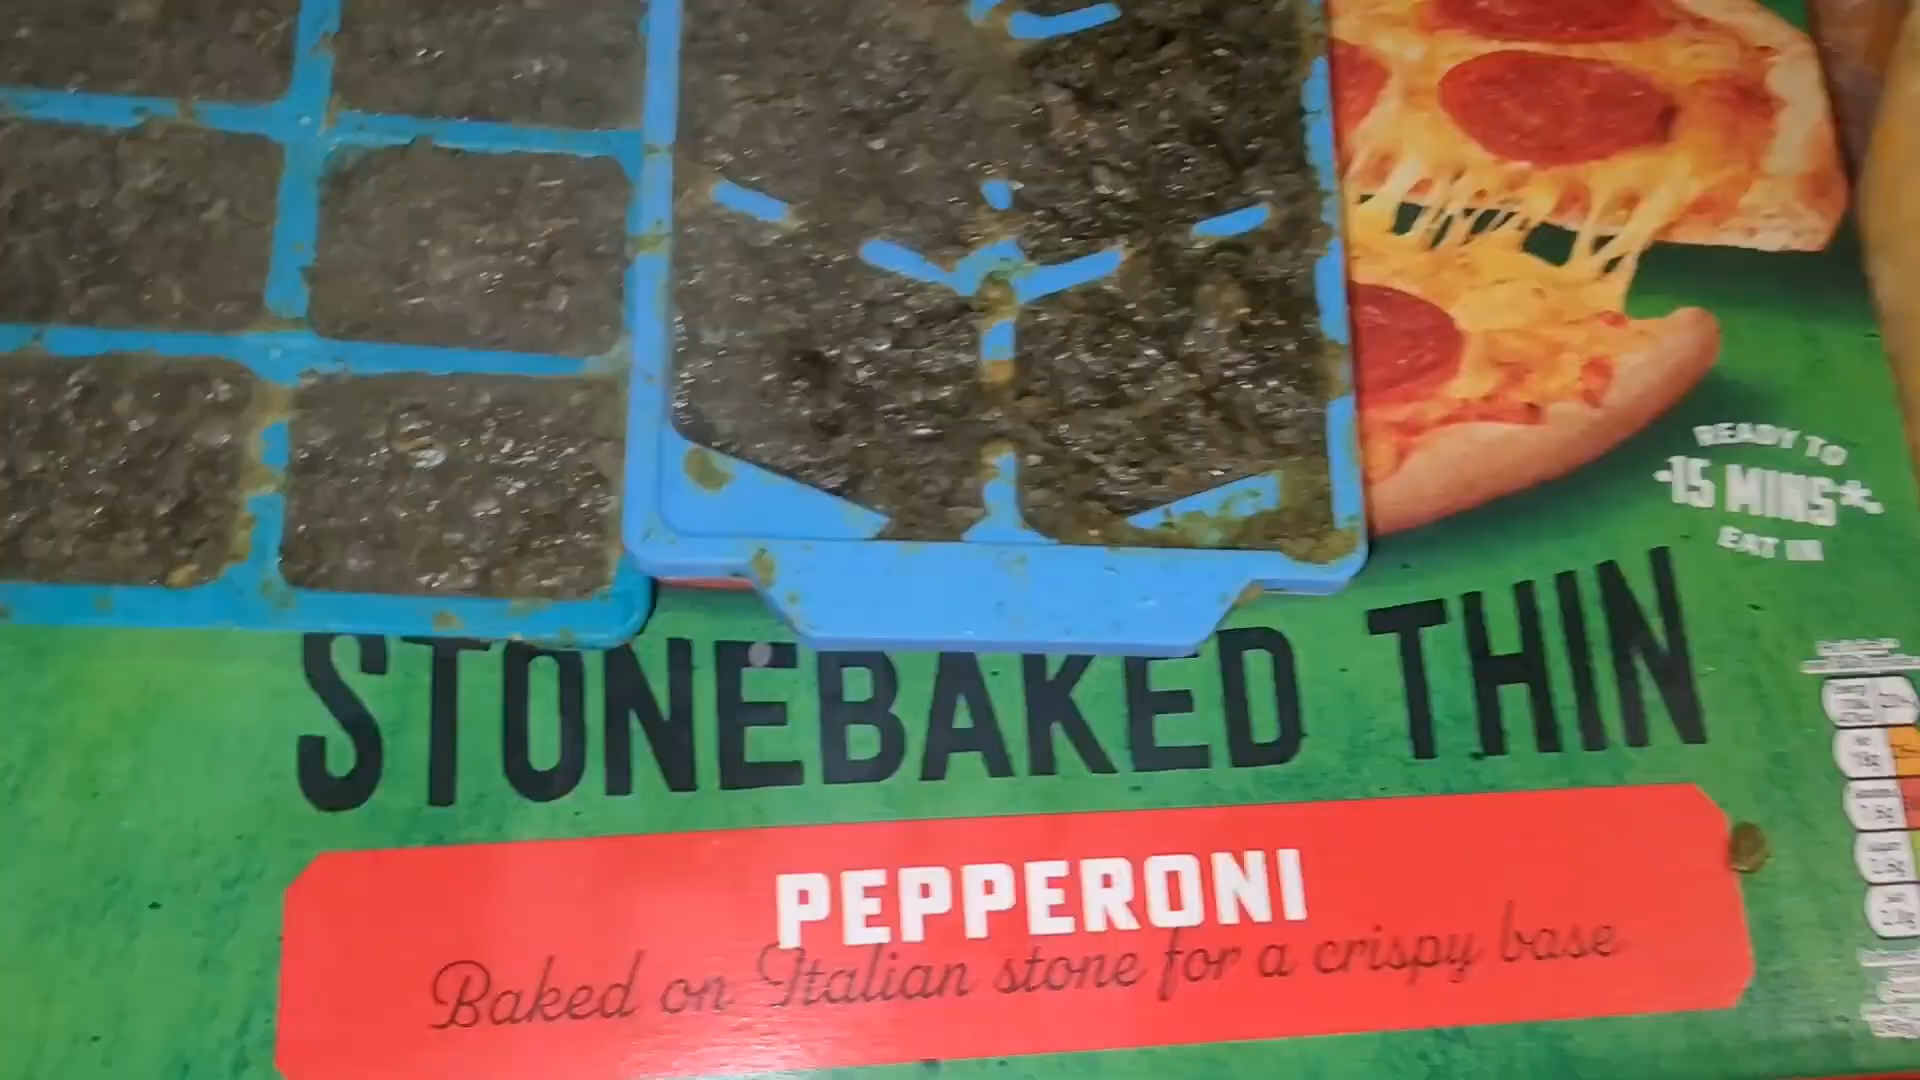 READY TO
15 MINS*
EAT IN
STONEBAKED THIN
PEPPERONI
Baked on Italian stone for a crispy base